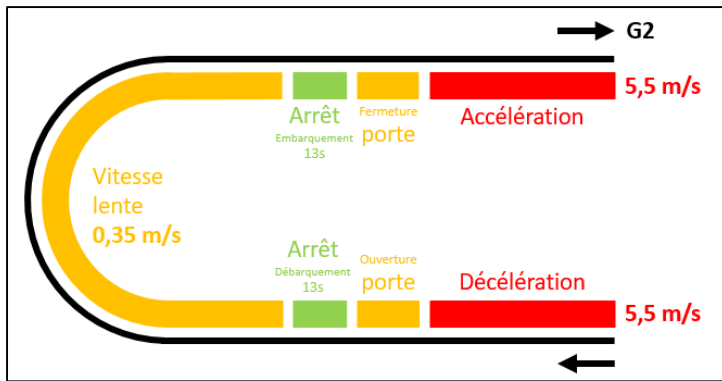 G2
5,5 m/s
Arrêt
Embarquement
13s
Fermeture
porte
Accélération
Vitesse
lente
0,35 m/s
Arrêt
Débarquement
13s
Ouverture
porte
Décélération
5,5 m/s